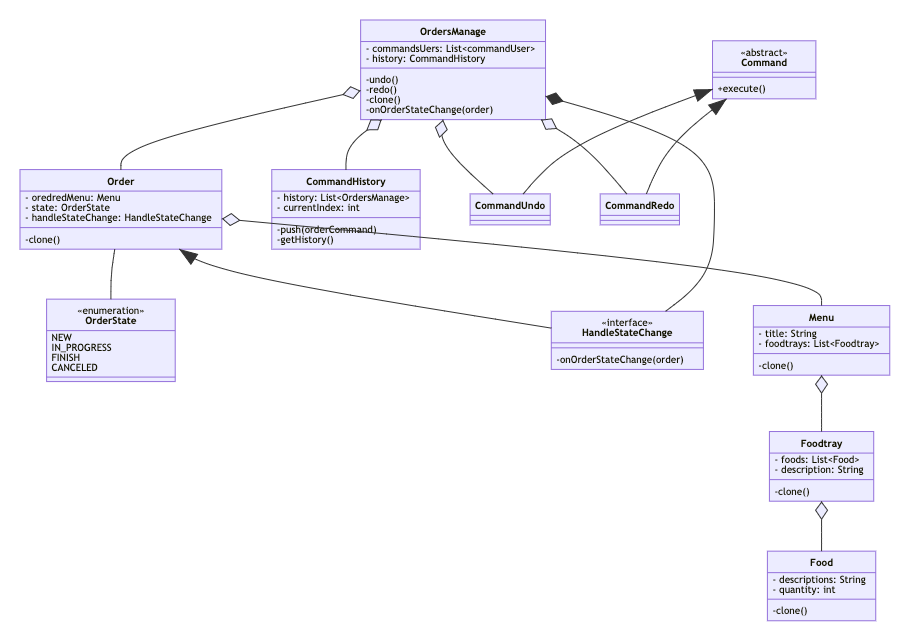 OrdersManage
- commandsUers: List<commandUser>
- history: CommandHistory
-undo()
-redo()
-clone()
-onOrderStateChange(order)
«abstract»
Command
+execute()
Order
- oredredMenu: Menu
- state: OrderState
- handleStateChange: HandleStateChange
-clone()
CommandHistory
- history: List<OrdersManage>
- currentIndex: int
-push(orderCommand)
-getHistory()
CommandUndo
CommandRedo
«enumeration»
OrderState
NEW
IN_PROGRESS
FINISH
CANCELED
«interface»
HandleStateChange
-onOrderStateChange(order)
Menu
- title: String
- foodtrays: List<Foodtray>
-clone()
Foodtray
- foods: List<Food>
- description: String
-clone()
Food
- descriptions: String
- quantity: int
-clone()